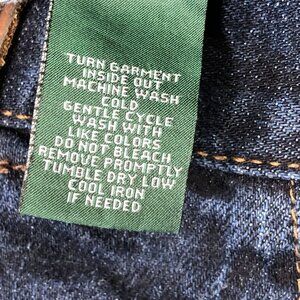 TURN GARMENT
INSIDE OUT
MACHINE WASH
COLD
GENTLE CYCLE
WASH WITH
LIKE COLORS
DO NOT BLEACH
REMOVE PROMPTLY
TUMBLE DRY LOW
COOL IRON
IF NEEDED